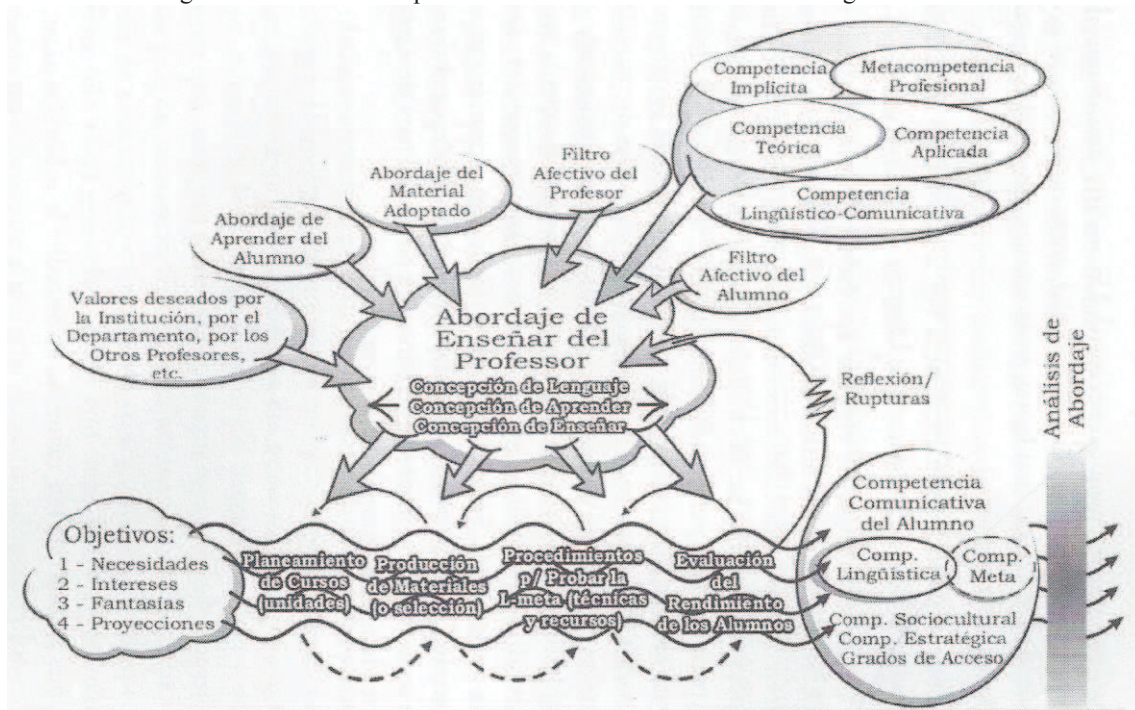 Competencia
Implícita
Metacompetencia
Profesional
Competencia
Teórica
Competencia
Aplicada
Competencia
Lingüístico-Comunicativa
Filtro
Afectivo del
Profesor
Abordaje del
Material
Adoptado
Abordaje de
Aprender del
Alumno
Filtro
Afectivo del
Alumno
Valores deseados por
la Institución, por el
Departamento, por los
Otros Profesores,
etc.
Abordaje de
Enseñar del
Professor
Concepción de Lenguaje
Concepción de Aprender
Concepción de Enseñar
Reflexión/
Rupturas
Análisis de
Abordaje
Objetivos:
1 - Necesidades
2 - Intereses
3 - Fantasías
4 - Proyecciones
Planeamiento
de Cursos
(unidades)
Producción
de Materiales
(o selección)
Procedimientos
p/ Probar la
L-meta (técnicas
y recursos)
Evaluación
del
Rendimiento
de los Alumnos
Competencia
Comunicativa
del Alumno
Comp.
Lingüística
Comp.
Meta
Comp. Sociocultural
Comp. Estratégica
Grados de Acceso